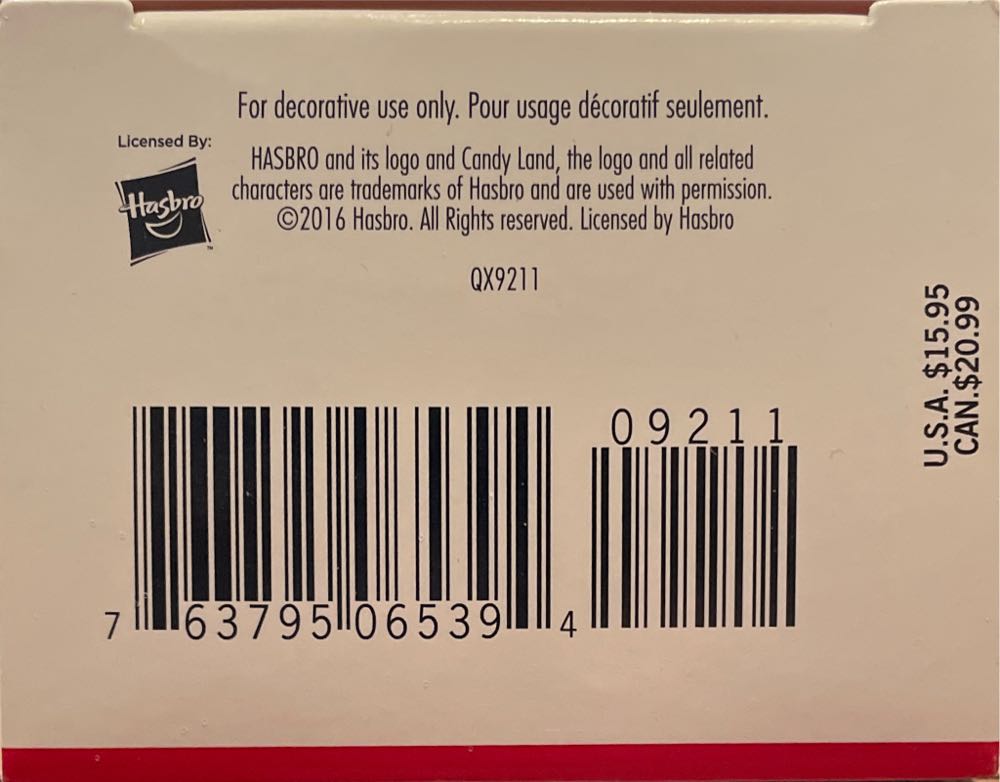 For decorative use only. Pour usage décoratif seulement.
Licensed By:
Hasbro
™
HASBRO and its logo and Candy Land, the logo and all related
characters are trademarks of Hasbro and are used with permission.
©2016 Hasbro. All Rights reserved. Licensed by Hasbro
QX9211
U.S.A. $15.95
CAN.$20.99
09211
7 63795 06539 4